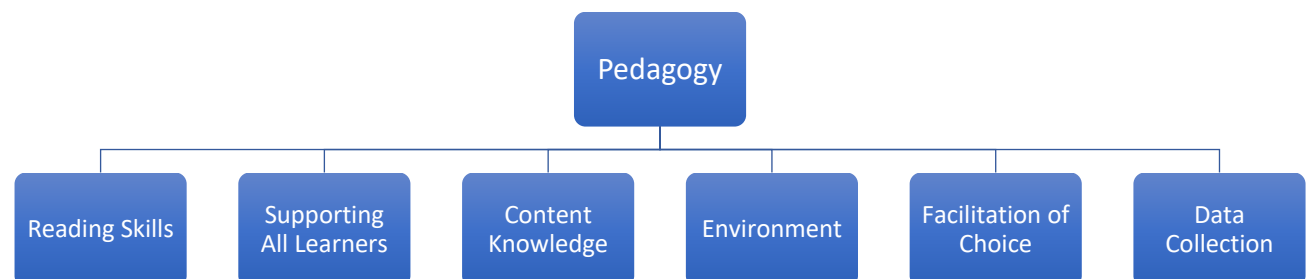 Pedagogy
Reading Skills
Supporting
All Learners
Content
Knowledge
Environment
Facilitation of
Choice
Data
Collection